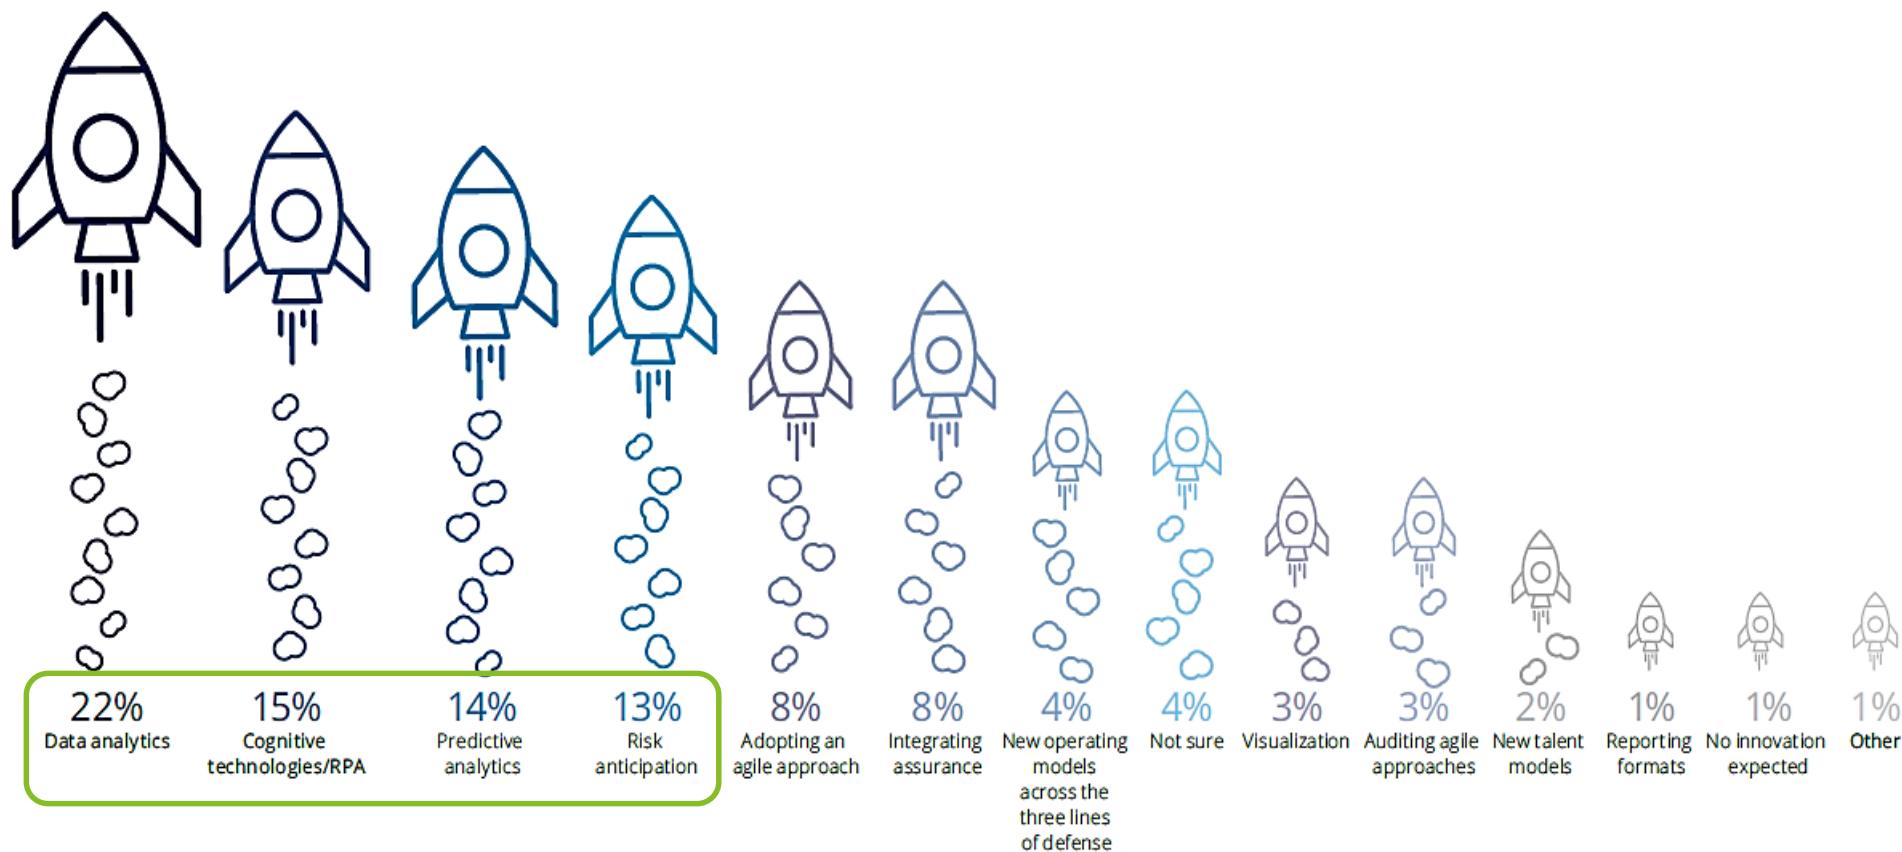 22%
Data analytics
15%
Cognitive
technologies/RPA
14%
Predictive
analytics
13%
Risk
anticipation
8%
Adopting an
agile approach
8%
Integrating
assurance
4%
New operating
models
across the
three lines
of defense
4%
Not sure
3%
Visualization
3%
Auditing agile
approaches
2%
New talent
models
1%
Reporting
formats
1%
No innovation
expected
1%
Other